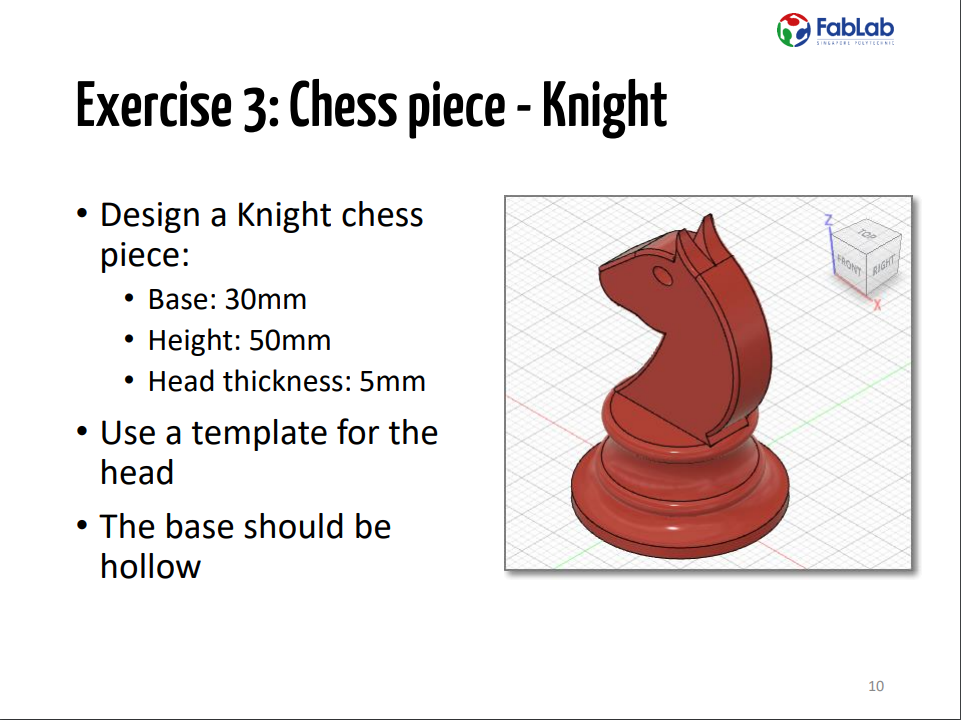 FabLab
SINGAPORE POLYTECHNIC
Exercise 3: Chess piece - Knight
• Design a Knight chess
piece:
• Base: 30mm
• Height: 50mm
• Head thickness: 5mm
• Use a template for the
head
• The base should be
hollow
Z
TOP
FRONT
RIGHT
X
10